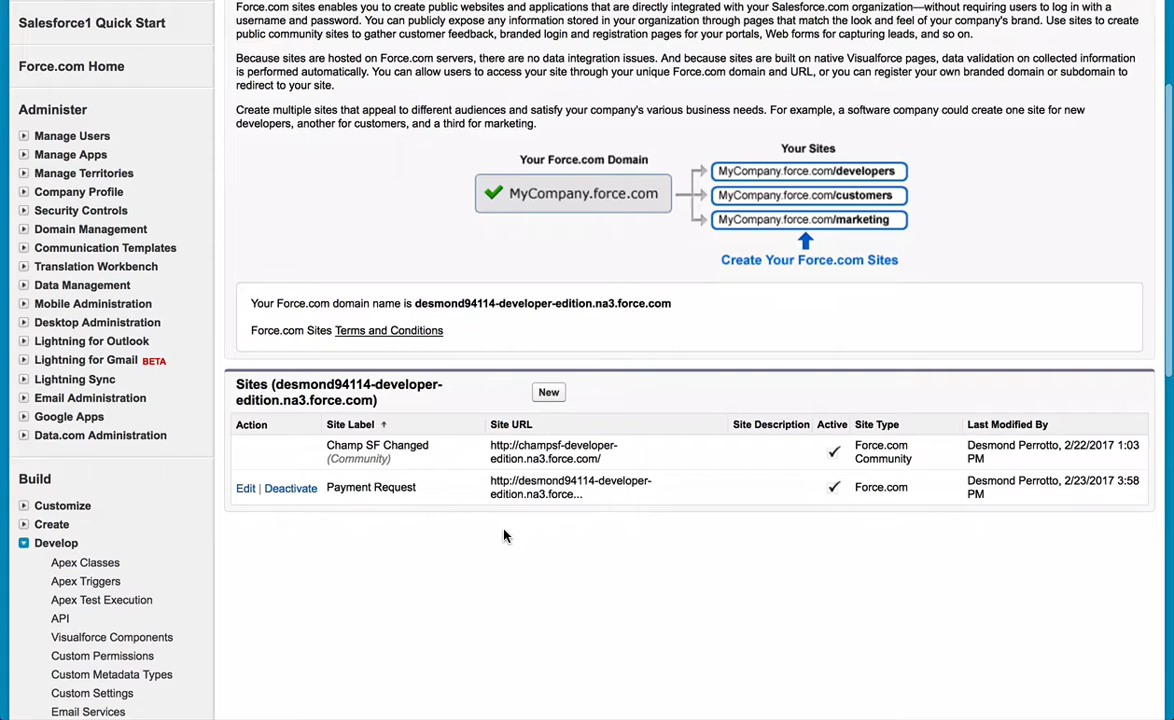 Salesforce1 Quick Start
Force.com Home
Administer
Manage Users
Manage Apps
Manage Territories
Company Profile
Security Controls
Domain Management
Communication Templates
Translation Workbench
Data Management
Mobile Administration
Desktop Administration
Lightning for Outlook
Lightning for Gmail BETA
Lightning Sync
Email Administration
Google Apps
Data.com Administration
Build
Customize
Create
Develop
Apex Classes
Apex Triggers
Apex Test Execution
API
Visualforce Components
Custom Permissions
Custom Metadata Types
Custom Settings
Email Services
Force.com sites enables you to create public websites and applications that are directly integrated with your Salesforce.com organization—without requiring users to log in with a
username and password. You can publicly expose any information stored in your organization through pages that match the look and feel of your company's brand. Use sites to create
public community sites to gather customer feedback, branded login and registration pages for your portals, Web forms for capturing leads, and so on.
Because sites are hosted on Force.com servers, there are no data integration issues. And because sites are built on native Visualforce pages, data validation on collected information
is performed automatically. You can allow users to access your site through your unique Force.com domain and URL, or you can register your own branded domain or subdomain to
redirect to your site.
Create multiple sites that appeal to different audiences and satisfy your company's various business needs. For example, a software company could create one site for new
developers, another for customers, and a third for marketing.
Your Force.com Domain
MyCompany.force.com
Your Sites
MyCompany.force.com/developers
MyCompany.force.com/customers
MyCompany.force.com/marketing
Create Your Force.com Sites
Your Force.com domain name is desmond94114-developer-edition.na3.force.com
Force.com Sites Terms and Conditions
Sites (desmond94114-developer-
edition.na3.force.com)
New
Action Site Label Site URL Site Description Active Site Type Last Modified By
Champ SF Changed http://champsf-developer- Force.com Desmond Perrotto, 2/22/2017 1:03
(Community) edition.na3.force.com/ Community PM
Edit | Deactivate Payment Request http://desmond94114-developer- Force.com Desmond Perrotto, 2/23/2017 3:58
edition.na3.force... PM